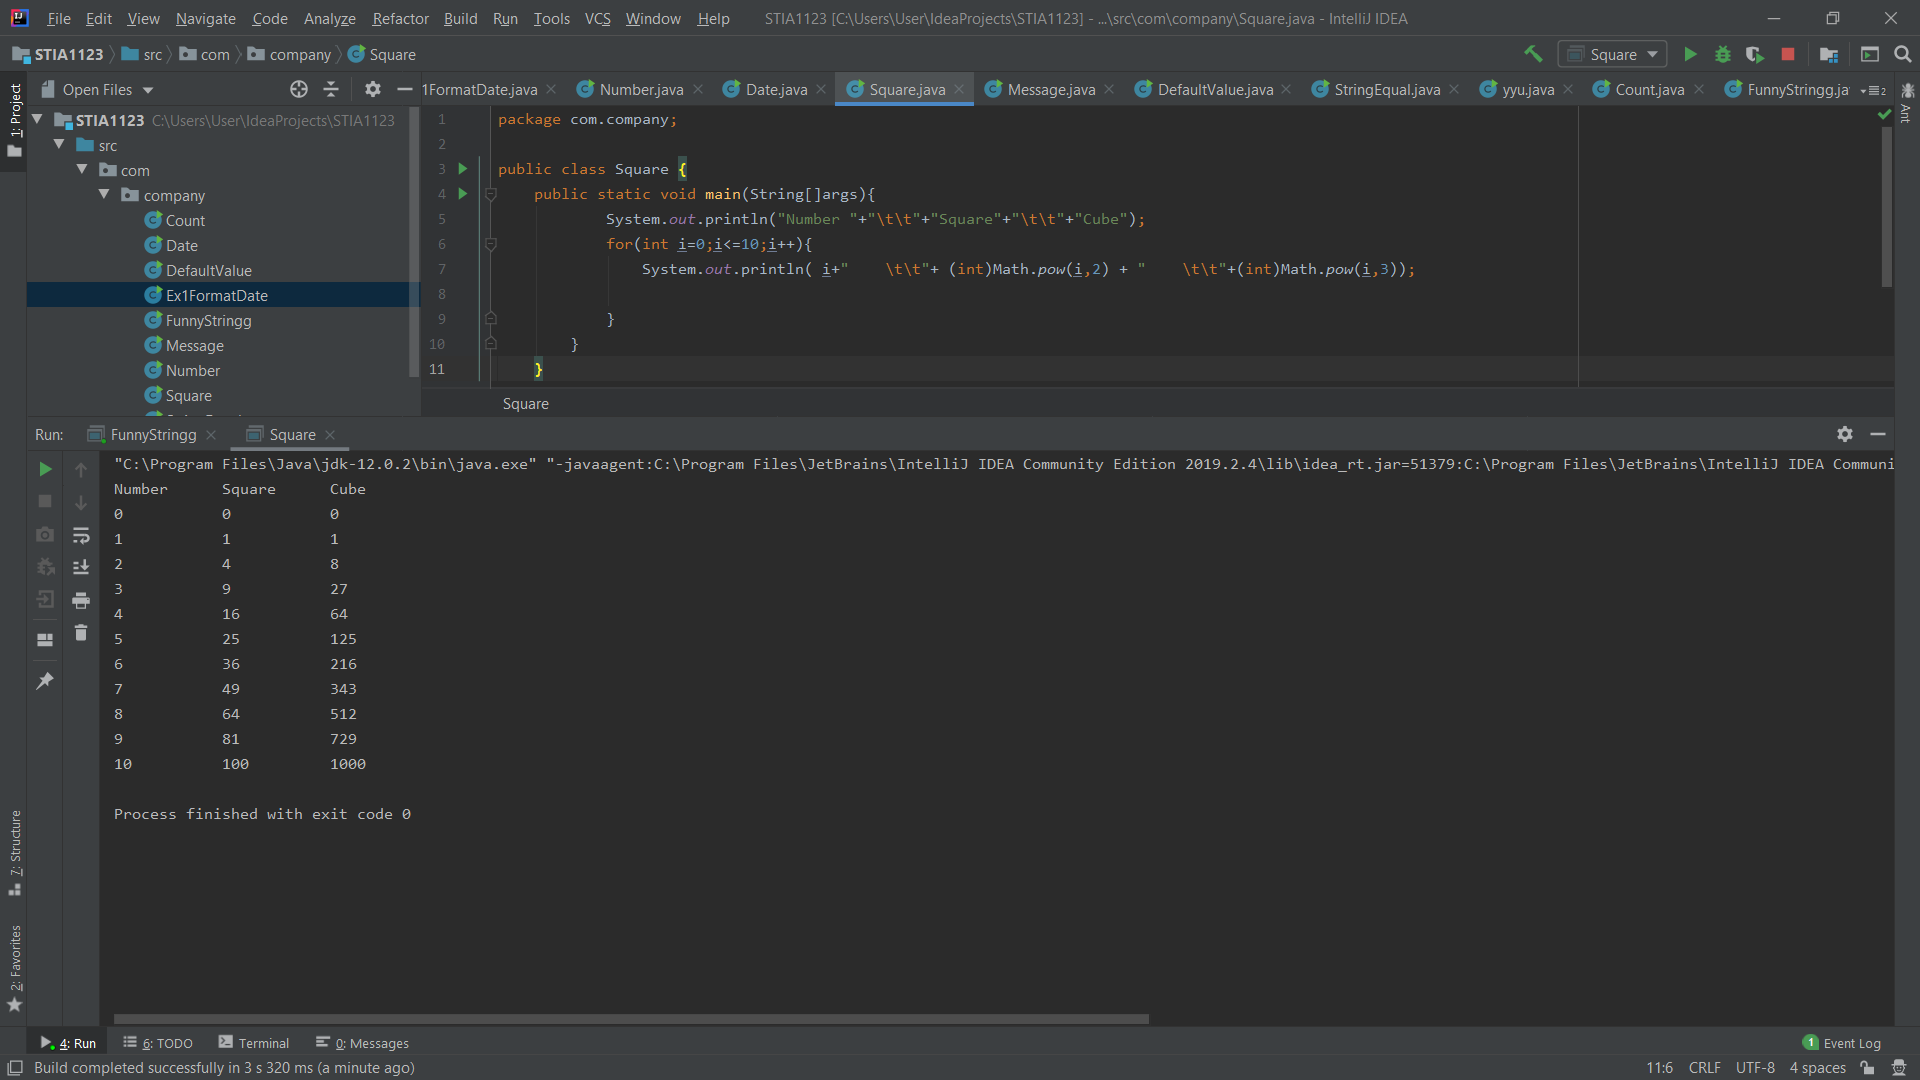 File Edit View Navigate Code Analyze Refactor Build Run Tools VCS Window Help STIA1123 [C:\Users\User\IdeaProjects\STIA1123] - ...\src\com\company\Square.java - IntelliJ IDEA
STIA1123 src com company Square Square
1: Project
Open Files 1FormatDate.java Number.java Date.java Square.java Message.java DefaultValue.java StringEqual.java yyu.java Count.java FunnyStringg.ja 2
Ant
STIA1123 C:\Users\User\IdeaProjects\STIA1123
src
com
company
Count
Date
DefaultValue
Ex1FormatDate
FunnyStringg
Message
Number
Square
1 package com.company;
2
3 public class Square {
4 public static void main(String[]args){
5 System.out.println("Number "+"\t\t"+"Square"+"\t\t"+"Cube");
6 for(int i=0;i<=10;i++){
7 System.out.println( i+"    \t\t"+ (int)Math.pow(i,2) + "    \t\t"+(int)Math.pow(i,3));
8
9 }
10 }
11 }
Square
Run: FunnyStringg Square
"C:\Program Files\Java\jdk-12.0.2\bin\java.exe" "-javaagent:C:\Program Files\JetBrains\IntelliJ IDEA Community Edition 2019.2.4\lib\idea_rt.jar=51379:C:\Program Files\JetBrains\IntelliJ IDEA Communi
Number Square Cube
0 0 0
1 1 1
2 4 8
3 9 27
4 16 64
5 25 125
6 36 216
7 49 343
8 64 512
9 81 729
10 100 1000
Process finished with exit code 0
7: Structure
2: Favorites
4: Run 6: TODO Terminal 0: Messages 1 Event Log
Build completed successfully in 3 s 320 ms (a minute ago) 11:6 CRLF UTF-8 4 spaces